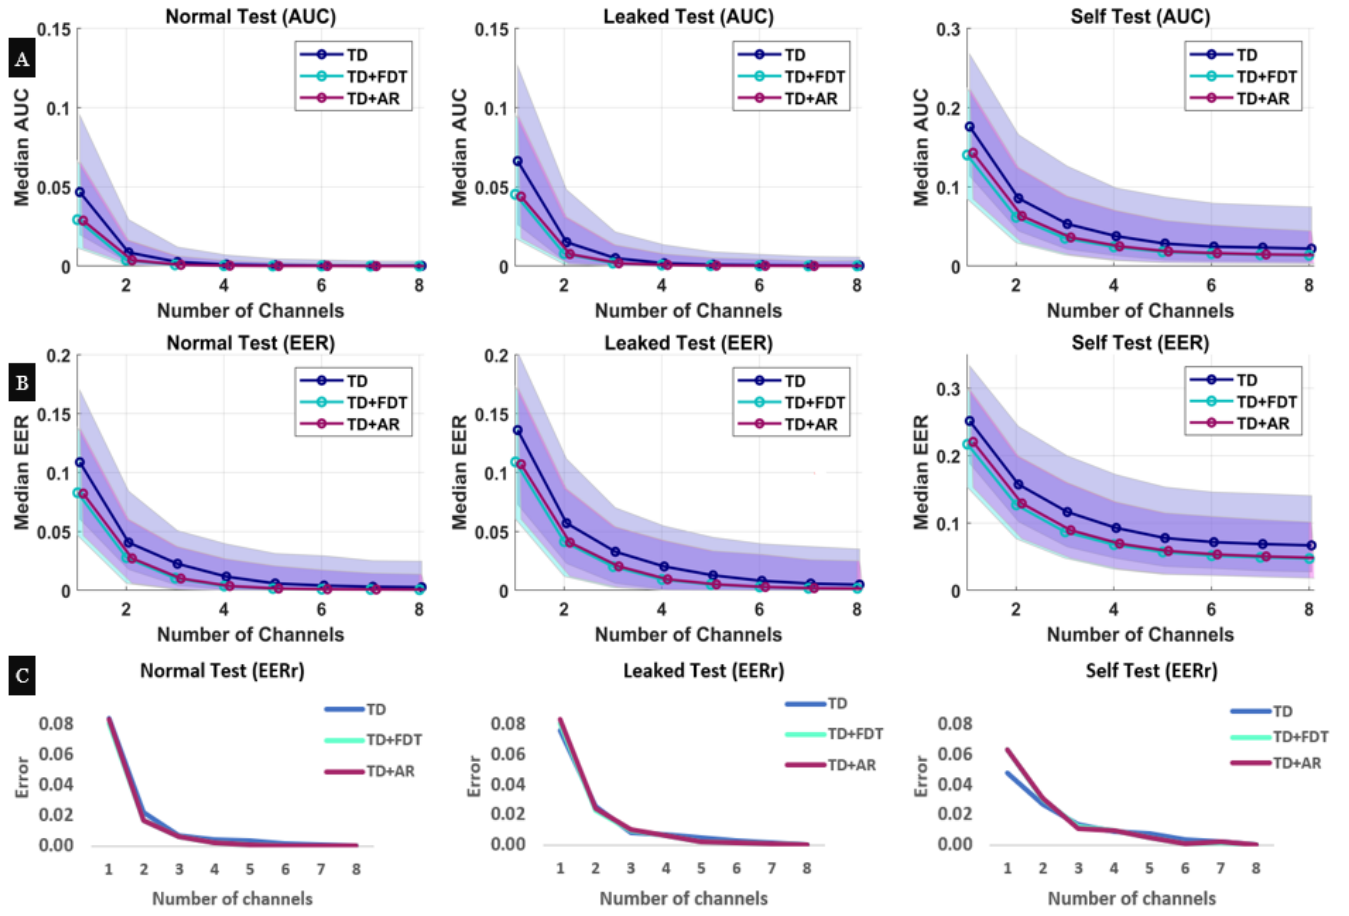 A
Normal Test (AUC)
Median AUC
0.15
0.1
0.05
0
TD
TD+FDT
TD+AR
2 4 6 8
Number of Channels
Leaked Test (AUC)
Median AUC
0.15
0.1
0.05
0
TD
TD+FDT
TD+AR
2 4 6 8
Number of Channels
Self Test (AUC)
Median AUC
0.3
0.2
0.1
0
TD
TD+FDT
TD+AR
2 4 6 8
Number of Channels
B
Normal Test (EER)
Median EER
0.2
0.15
0.1
0.05
0
TD
TD+FDT
TD+AR
2 4 6 8
Number of Channels
Leaked Test (EER)
Median EER
0.2
0.15
0.1
0.05
0
TD
TD+FDT
TD+AR
2 4 6 8
Number of Channels
Self Test (EER)
Median EER
0.3
0.2
0.1
0
TD
TD+FDT
TD+AR
2 4 6 8
Number of Channels
C
Normal Test (EERr)
Error
0.08
0.06
0.04
0.02
0.00
TD
TD+FDT
TD+AR
1 2 3 4 5 6 7 8
Number of channels
Leaked Test (EERr)
Error
0.08
0.06
0.04
0.02
0.00
TD
TD+FDT
TD+AR
1 2 3 4 5 6 7 8
Number of channels
Self Test (EERr)
Error
0.08
0.06
0.04
0.02
0.00
TD
TD+FDT
TD+AR
1 2 3 4 5 6 7 8
Number of channels